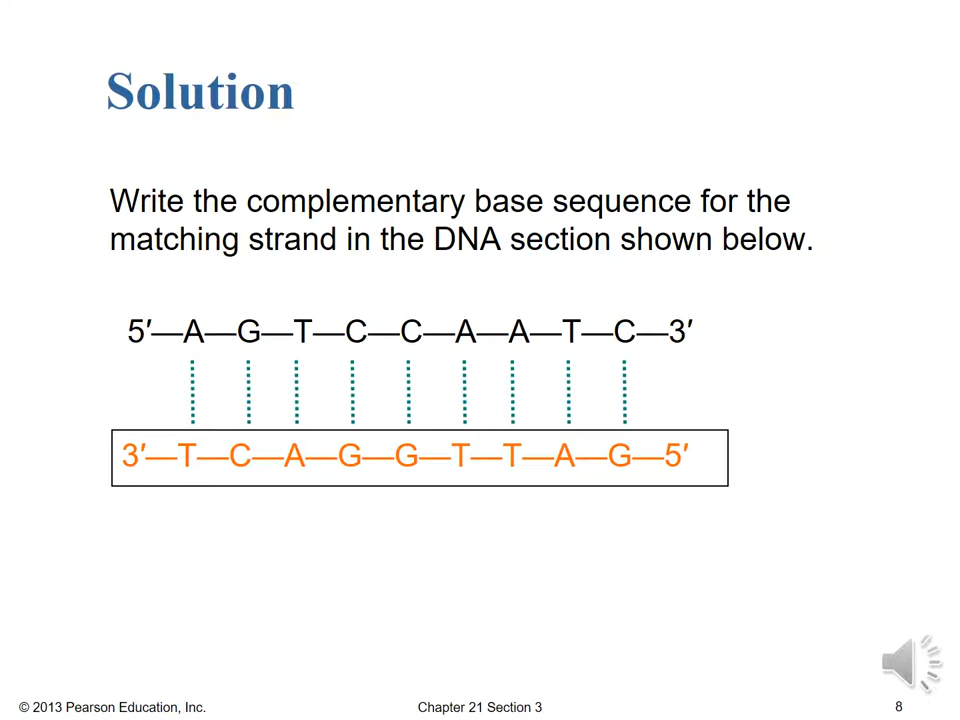 Solution
Write the complementary base sequence for the
matching strand in the DNA section shown below.
5′—A—G—T—C—C—A—A—T—C—3′
3′—T—C—A—G—G—T—T—A—G—5′
© 2013 Pearson Education, Inc.
Chapter 21 Section 3
8